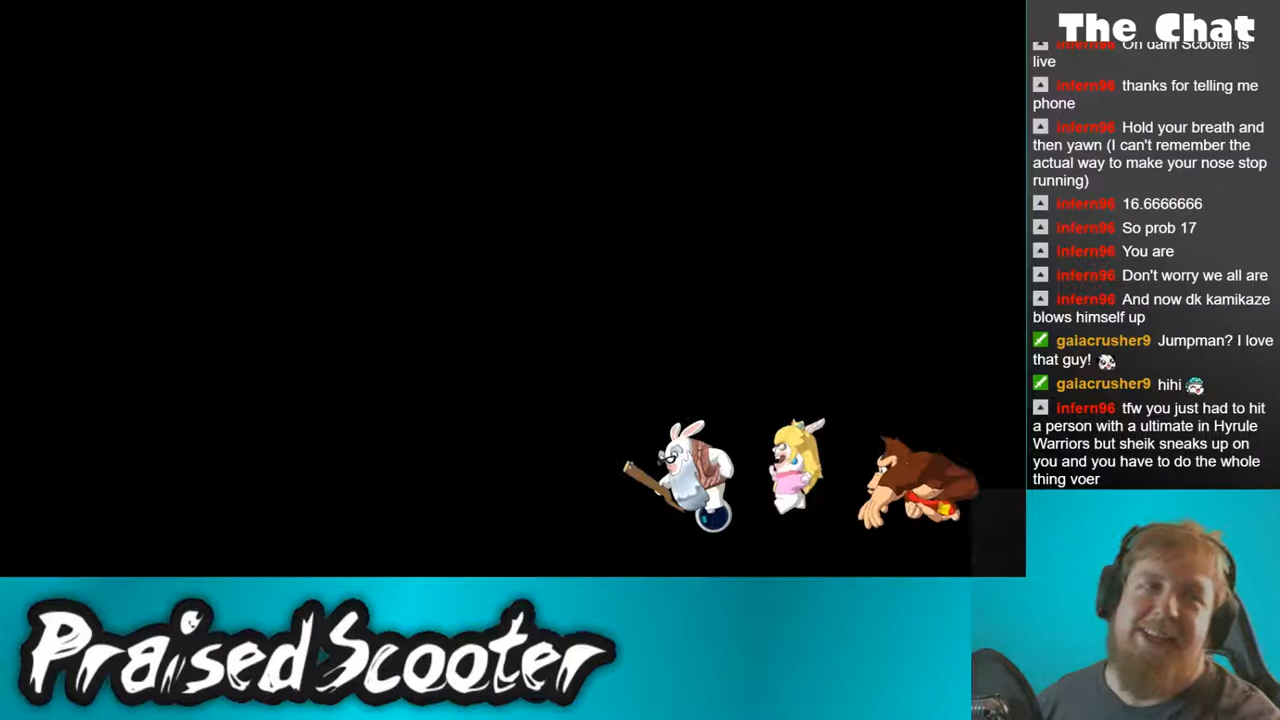 The Chat
infern96 Oh darn Scooter is
live
infern96 thanks for telling me
phone
infern96 Hold your breath and
then yawn (I can't remember the
actual way to make your nose stop
running)
infern96 16.6666666
infern96 So prob 17
infern96 You are
infern96 Don't worry we all are
infern96 And now dk kamikaze
blows himself up
gaiacrusher9 Jumpman? I love
that guy!
gaiacrusher9 hihi
infern96 tfw you just had to hit
a person with a ultimate in Hyrule
Warriors but sheik sneaks up on
you and you have to do the whole
thing voer
PraisedScooter